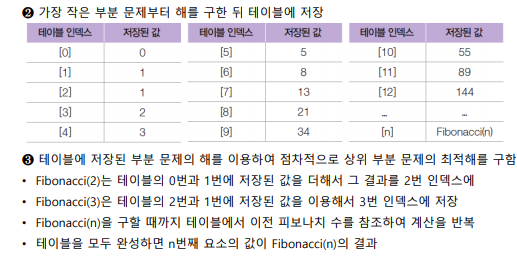 ❷ 가장 작은 부분 문제부터 해를 구한 뒤 테이블에 저장
테이블 인덱스 저장된 값 테이블 인덱스 저장된 값 테이블 인덱스 저장된 값
[0] 0 [5] 5 [10] 55
[1] 1 [6] 8 [11] 89
[2] 1 [7] 13 [12] 144
[3] 2 [8] 21 … …
[4] 3 [9] 34 [n] Fibonacci(n)
❸ 테이블에 저장된 부분 문제의 해를 이용하여 점차적으로 상위 부분 문제의 최적해를 구함
• Fibonacci(2)는 테이블의 0번과 1번에 저장된 값을 더해서 그 결과를 2번 인덱스에
• Fibonacci(3)은 테이블의 2번과 1번에 저장된 값을 이용해서 3번 인덱스에 저장
• Fibonacci(n)을 구할 때까지 테이블에서 이전 피보나치 수를 참조하여 계산을 반복
• 테이블을 모두 완성하면 n번째 요소의 값이 Fibonacci(n)의 결과